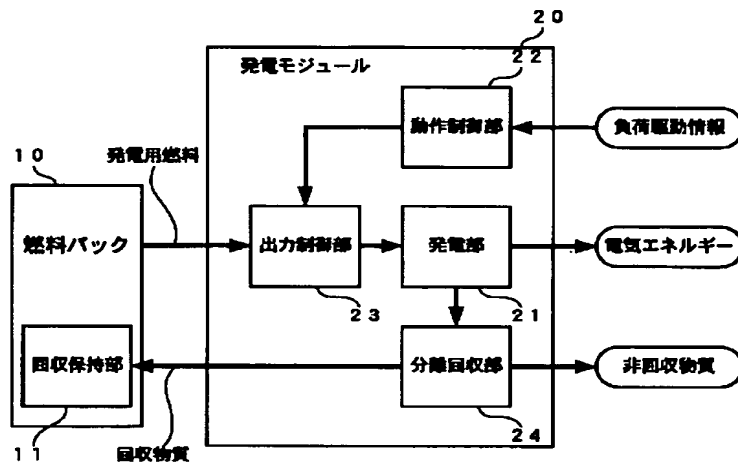 20
発電モジュール
22
動作制御部
負荷駆動情報
10
発電用燃料
燃料パック
出力制御部
発電部
電気エネルギー
23
21
回収保持部
分離回収部
非回収物質
11
回収物質
24